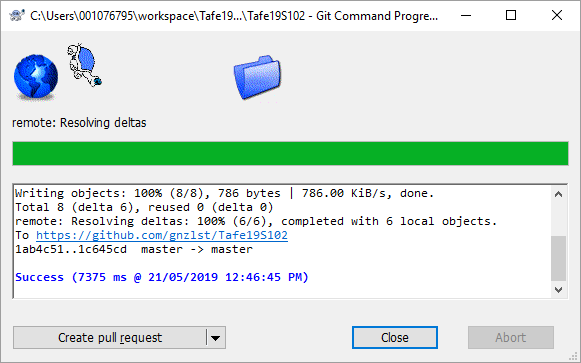 C:\Users\001076795\workspace\Tafe19...\Tafe19S102 - Git Command Progre...
remote: Resolving deltas
Writing objects: 100% (8/8), 786 bytes | 786.00 KiB/s, done.
Total 8 (delta 6), reused 0 (delta 0)
remote: Resolving deltas: 100% (6/6), completed with 6 local objects.
To https://github.com/gnzlst/Tafe19S102
1ab4c51..1c645cd  master -> master
Success (7375 ms @ 21/05/2019 12:46:45 PM)
Create pull request
Close
Abort